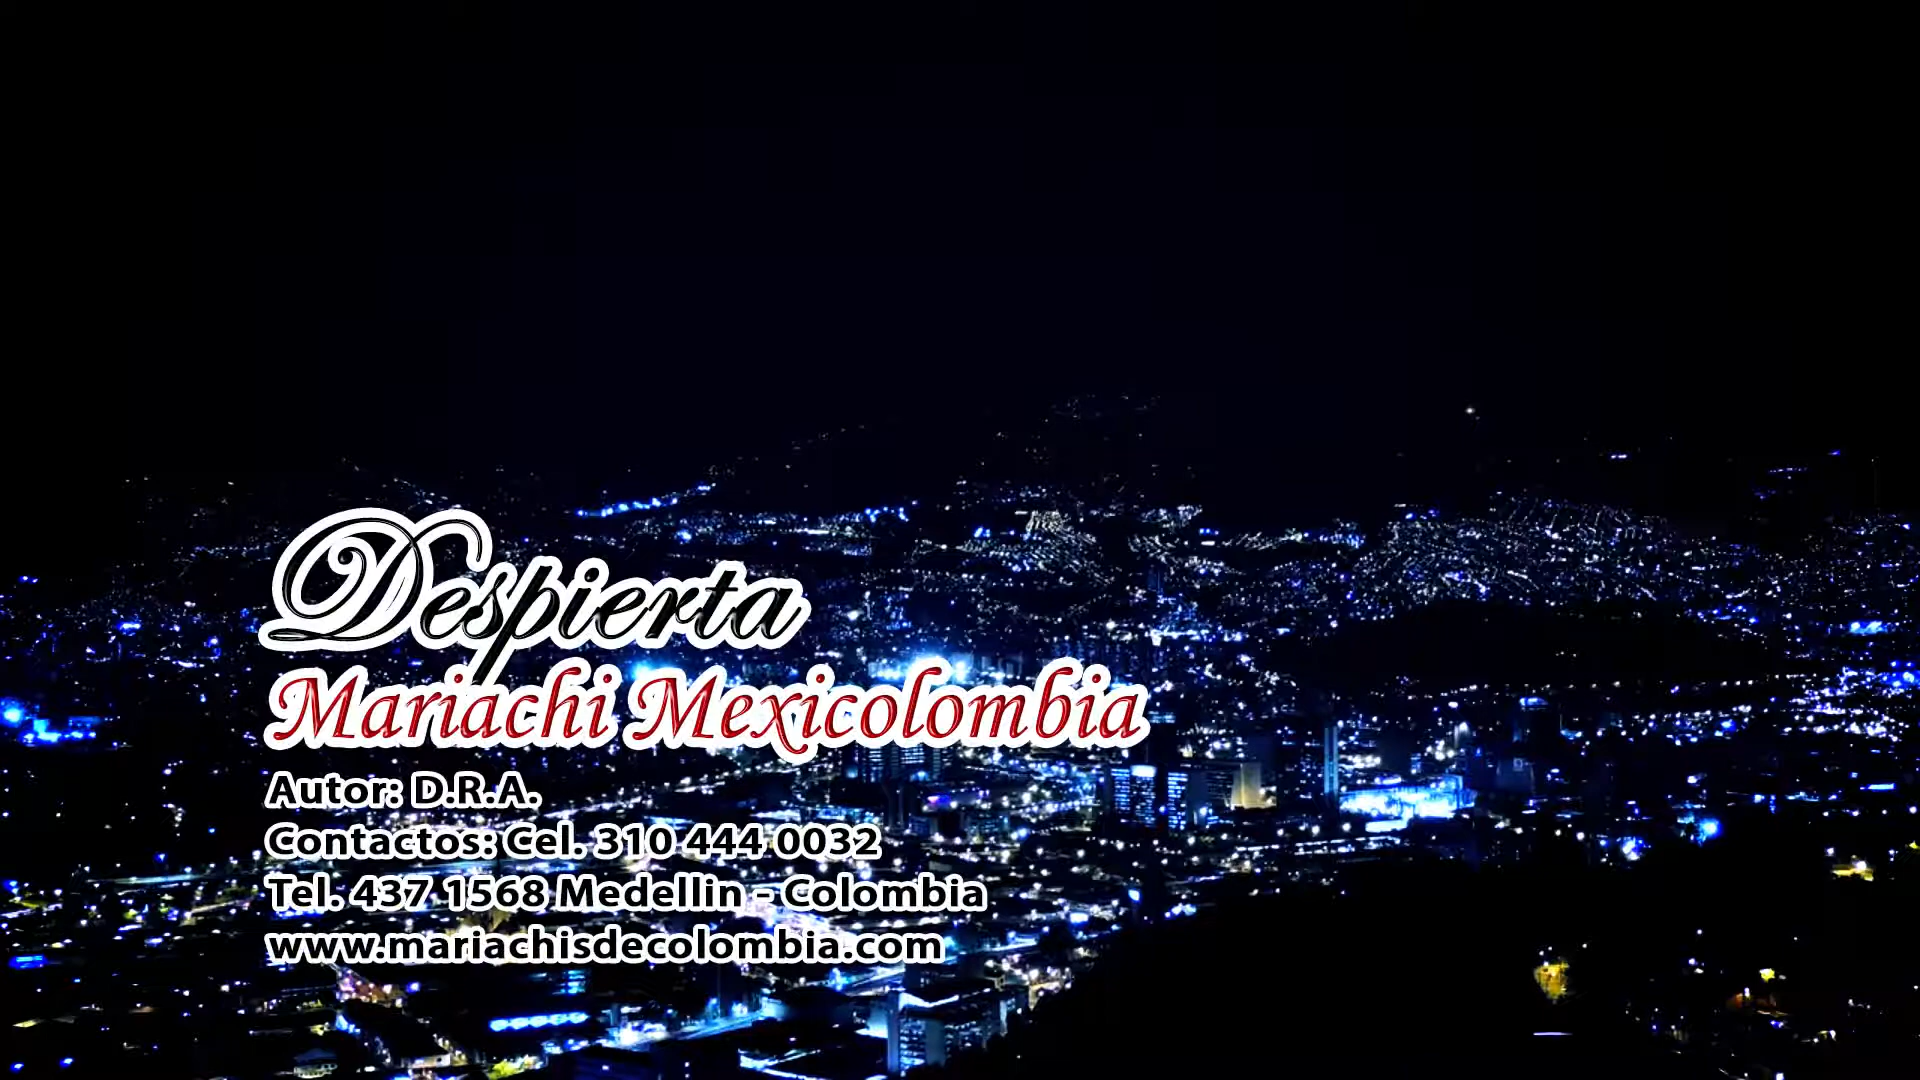 Despierta
Mariachi Mexicolombia
Autor: D.R.A.
Contactos: Cel. 310 444 0032
Tel. 437 1568 Medellin - Colombia
www.mariachisdecolombia.com